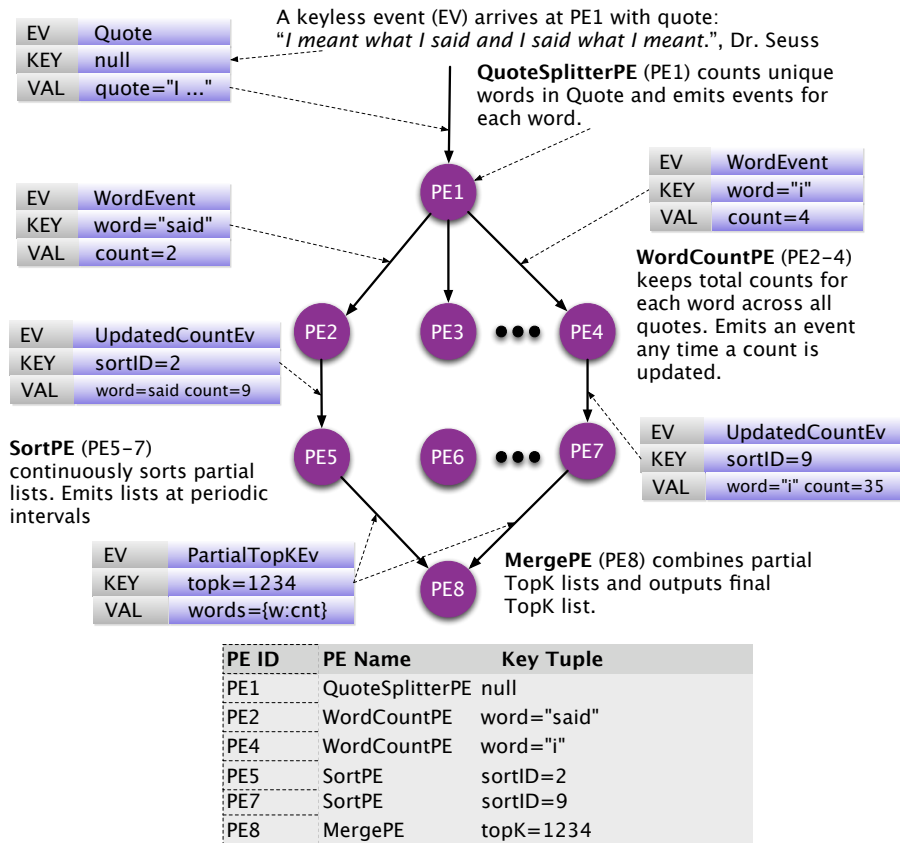 A keyless event (EV) arrives at PE1 with quote:
“I meant what I said and I said what I meant.”, Dr. Seuss
EV Quote
KEY null
VAL quote="I ..."
QuoteSplitterPE (PE1) counts unique
words in Quote and emits events for
each word.
PE1
EV WordEvent
KEY word="i"
VAL count=4
EV WordEvent
KEY word="said"
VAL count=2
WordCountPE (PE2-4)
keeps total counts for
each word across all
quotes. Emits an event
any time a count is
updated.
PE2
PE3
PE4
EV UpdatedCountEv
KEY sortID=2
VAL word=said count=9
EV UpdatedCountEv
KEY sortID=9
VAL word="i" count=35
SortPE (PE5-7)
continuously sorts partial
lists. Emits lists at periodic
intervals
PE5
PE6
PE7
EV PartialTopKEv
KEY topk=1234
VAL words={w:cnt}
PE8
MergePE (PE8) combines partial
TopK lists and outputs final
TopK list.
PE ID PE Name Key Tuple
PE1 QuoteSplitterPE null
PE2 WordCountPE word="said"
PE4 WordCountPE word="i"
PE5 SortPE sortID=2
PE7 SortPE sortID=9
PE8 MergePE topK=1234